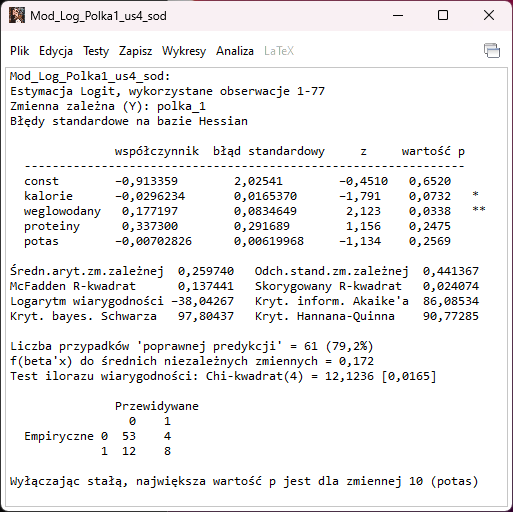 Mod_Log_Polka1_us4_sod
Plik Edycja Testy Zapisz Wykresy Analiza LaTeX
Mod_Log_Polka1_us4_sod:
Estymacja Logit, wykorzystane obserwacje 1-77
Zmienna zależna (Y): polka_1
Błędy standardowe na bazie Hessian
współczynnik błąd standardowy z wartość p
----------------------------------------------------------
const −0,913359 2,02541 −0,4510 0,6520
kalorie −0,0296234 0,0165370 −1,791 0,0732 *
weglowodany 0,177197 0,0834649 2,123 0,0338 **
proteiny 0,337300 0,291689 1,156 0,2475
potas −0,00702826 0,00619968 −1,134 0,2569
Średn.aryt.zm.zależnej 0,259740 Odch.stand.zm.zależnej 0,441367
McFadden R-kwadrat 0,137441 Skorygowany R-kwadrat 0,024074
Logarytm wiarygodności −38,04267 Kryt. inform. Akaike'a 86,08534
Kryt. bayes. Schwarza 97,80437 Kryt. Hannana-Quinna 90,77285
Liczba przypadków 'poprawnej predykcji' = 61 (79,2%)
f(beta'x) do średnich niezależnych zmiennych = 0,172
Test ilorazu wiarygodności: Chi-kwadrat(4) = 12,1236 [0,0165]
Przewidywane
0 1
Empiryczne 0 53 4
1 12 8
Wyłączając stałą, największa wartość p jest dla zmiennej 10 (potas)